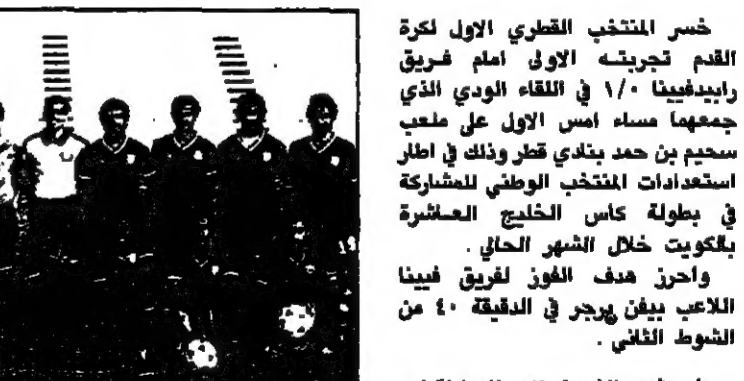 خسر المنتخب القطري الاول لكرة
القدم تجربته الاولى امام فريق
رابيدفيينا ١/٠ في اللقاء الودي الذي
جمعهما مساء امس الاول على ملعب
سحيم بن حمد بنادي قطر وذلك في اطار
استعدادات المنتخب الوطني للمشاركة
في بطولة كأس الخليج العاشرة
بالكويت خلال الشهر الحالي .
واحرز هدف الفوز لفريق فيينا
اللاعب بيفن بيرجر في الدقيقة ٤٠ من
الشوط الثاني .